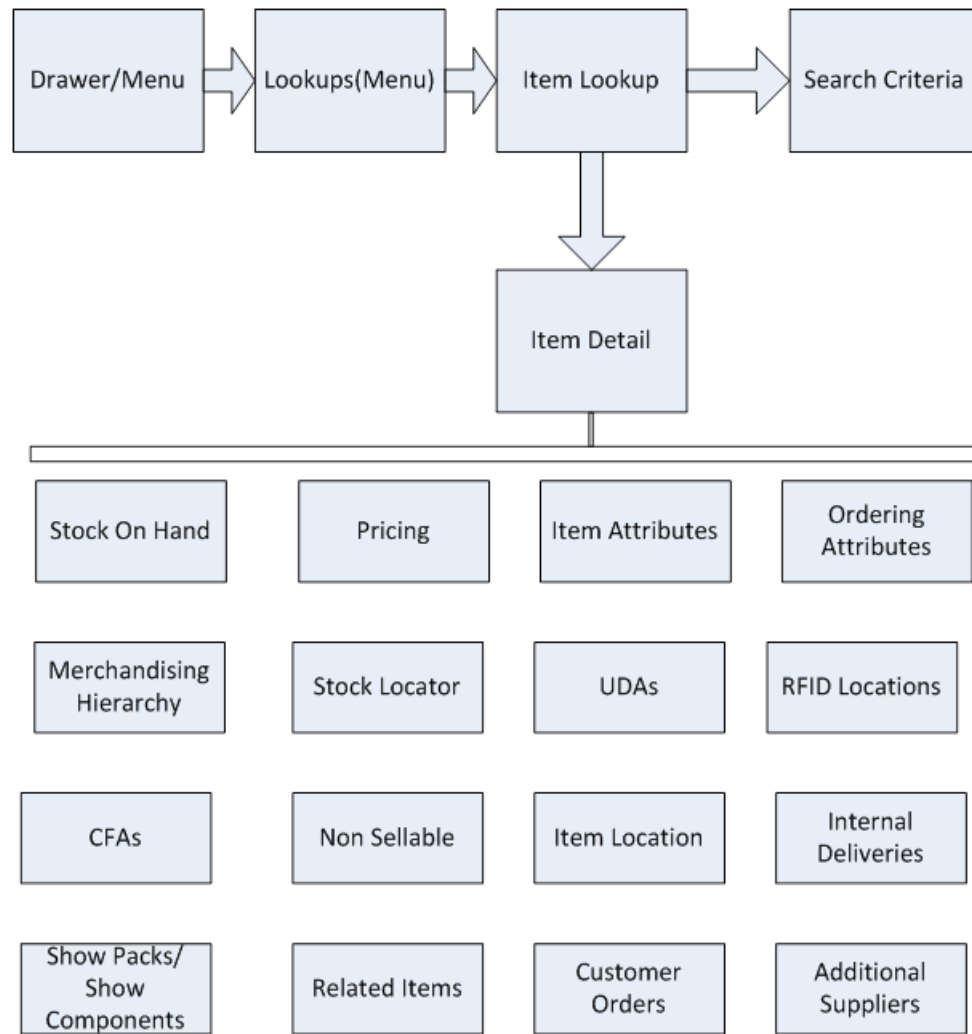 Drawer/Menu
Lookups(Menu)
Item Lookup
Search Criteria
Item Detail
Stock On Hand
Pricing
Item Attributes
Ordering
Attributes
Merchandising
Hierarchy
Stock Locator
UDAs
RFID Locations
CFAs
Non Sellable
Item Location
Internal
Deliveries
Show Packs/
Show
Components
Related Items
Customer
Orders
Additional
Suppliers